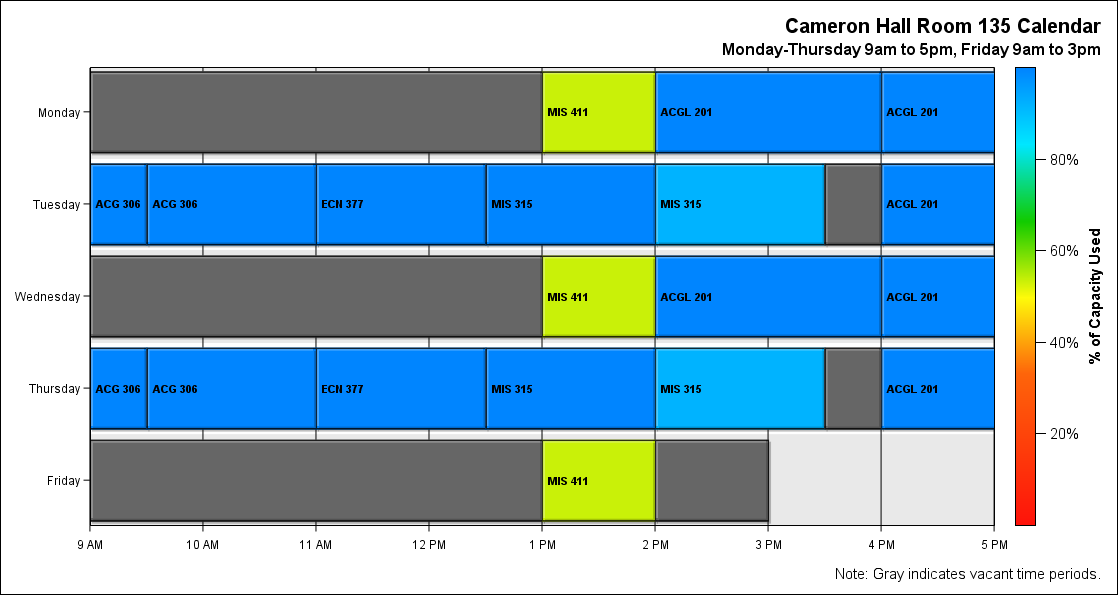 Cameron Hall Room 135 Calendar
Monday-Thursday 9am to 5pm, Friday 9am to 3pm
Monday
MIS 411
ACGL 201
ACGL 201
Tuesday
ACG 306
ACG 306
ECN 377
MIS 315
MIS 315
ACGL 201
Wednesday
MIS 411
ACGL 201
ACGL 201
Thursday
ACG 306
ACG 306
ECN 377
MIS 315
MIS 315
ACGL 201
Friday
MIS 411
9 AM
10 AM
11 AM
12 PM
1 PM
2 PM
3 PM
4 PM
5 PM
80%
60%
40%
20%
% of Capacity Used
Note: Gray indicates vacant time periods.